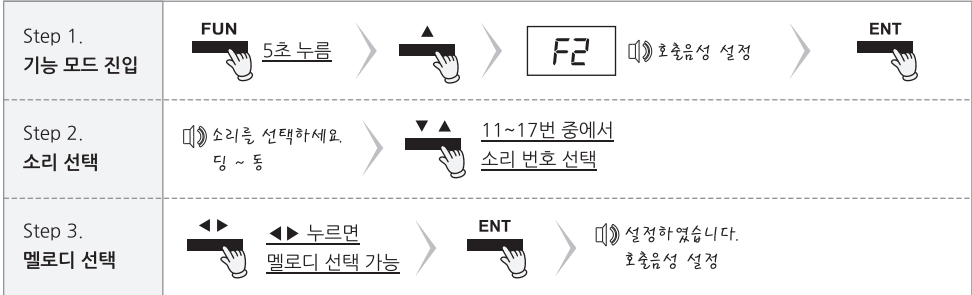 Step 1.
기능 모드 진입
FUN
5초 누름
▲
F2
호출음성 설정
ENT
Step 2.
소리 선택
소리를 선택하세요.
딩 ~ 동
▼ ▲
11~17번 중에서
소리 번호 선택
Step 3.
멜로디 선택
◀ ▶
◀▶ 누르면
멜로디 선택 가능
ENT
설정하였습니다.
호출음성 설정